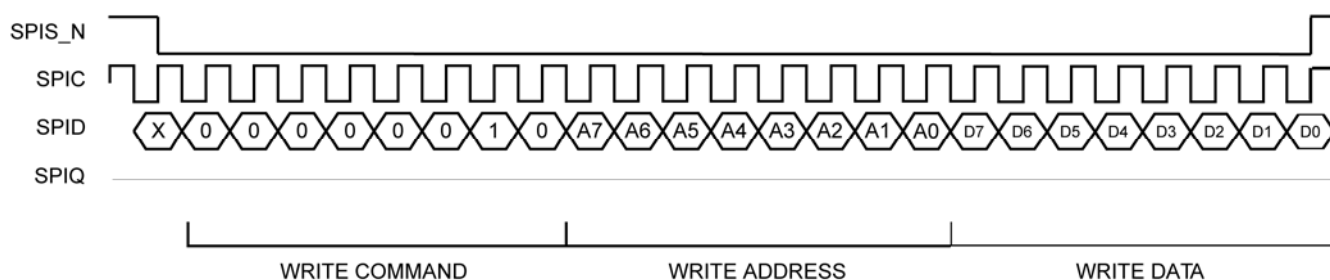 SPIS_N
SPIC
SPID X 0 0 0 0 0 0 1 0 A7 A6 A5 A4 A3 A2 A1 A0 D7 D6 D5 D4 D3 D2 D1 D0
SPIQ
WRITE COMMAND WRITE ADDRESS WRITE DATA